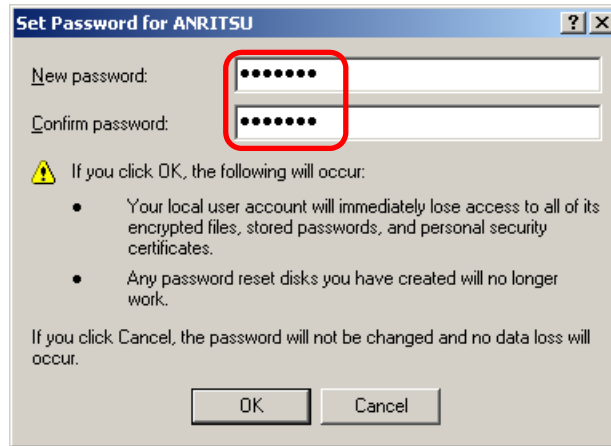 Set Password for ANRITSU
New password:
•••••••
Confirm password:
•••••••
If you click OK, the following will occur:
• Your local user account will immediately lose access to all of its
encrypted files, stored passwords, and personal security
certificates.
• Any password reset disks you have created will no longer
work.
If you click Cancel, the password will not be changed and no data loss will
occur.
OK
Cancel